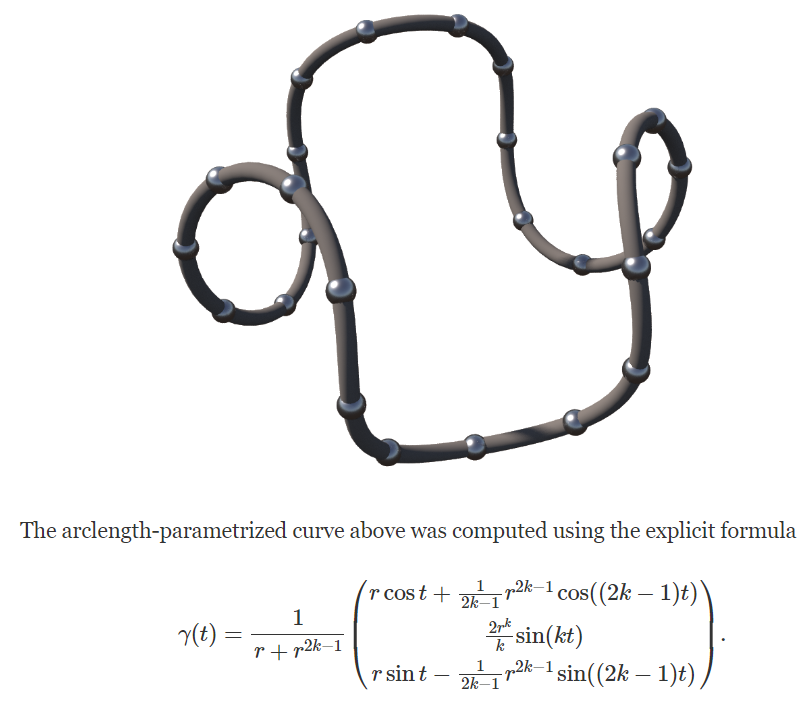 The arclength-parametrized curve above was computed using the explicit formula
γ(t) = \frac{1}{r + r^{2k-1}} \begin{pmatrix} r \cos t + \frac{1}{2k-1} r^{2k-1} \cos((2k-1)t) \\ \frac{2r^k}{k} \sin(kt) \\ r \sin t - \frac{1}{2k-1} r^{2k-1} \sin((2k-1)t) \end{pmatrix}.